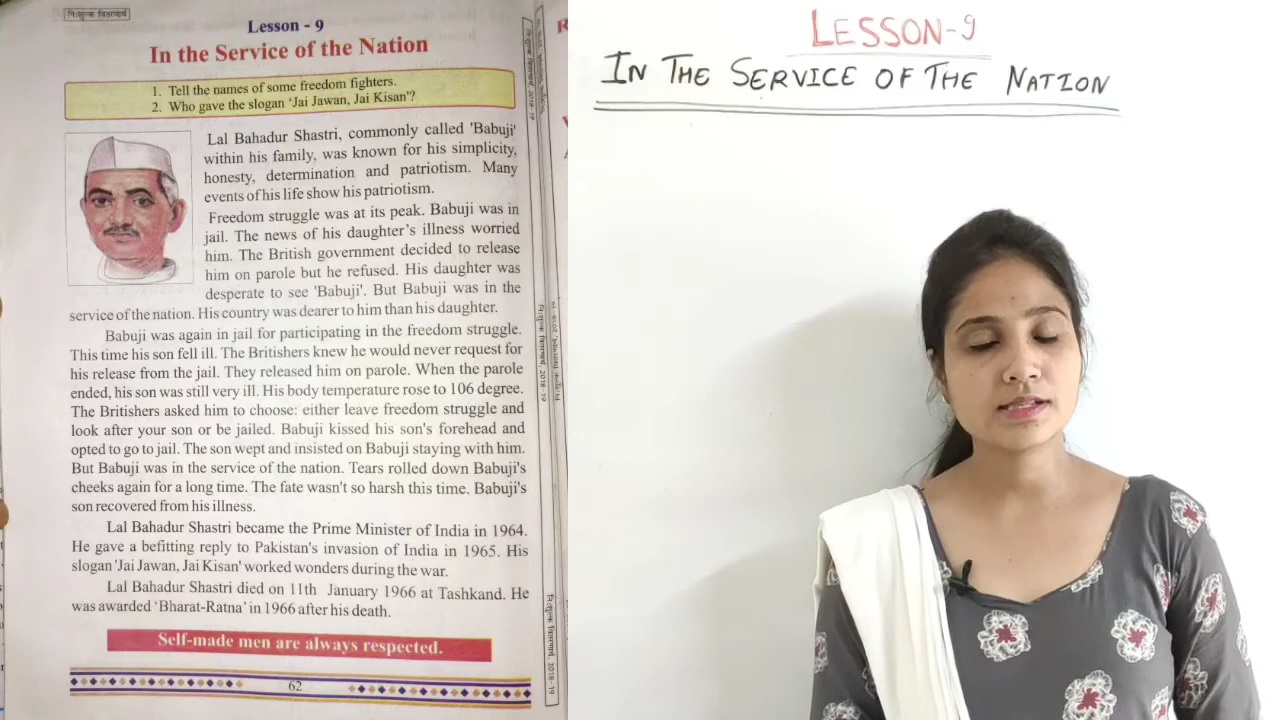 निःशुल्क वितरणार्थ
Lesson - 9
In the Service of the Nation
1. Tell the names of some freedom fighters.
2. Who gave the slogan 'Jai Jawan, Jai Kisan'?
Lal Bahadur Shastri, commonly called 'Babuji'
within his family, was known for his simplicity,
honesty, determination and patriotism. Many
events of his life show his patriotism.
Freedom struggle was at its peak. Babuji was in
jail. The news of his daughter's illness worried
him. The British government decided to release
him on parole but he refused. His daughter was
desperate to see 'Babuji'. But Babuji was in the
service of the nation. His country was dearer to him than his daughter.
Babuji was again in jail for participating in the freedom struggle.
This time his son fell ill. The Britishers knew he would never request for
his release from the jail. They released him on parole. When the parole
ended, his son was still very ill. His body temperature rose to 106 degree.
The Britishers asked him to choose: either leave freedom struggle and
look after your son or be jailed. Babuji kissed his son's forehead and
opted to go to jail. The son wept and insisted on Babuji staying with him.
But Babuji was in the service of the nation. Tears rolled down Babuji's
cheeks again for a long time. The fate wasn't so harsh this time. Babuji's
son recovered from his illness.
Lal Bahadur Shastri became the Prime Minister of India in 1964.
He gave a befitting reply to Pakistan's invasion of India in 1965. His
slogan 'Jai Jawan, Jai Kisan' worked wonders during the war.
Lal Bahadur Shastri died on 11th January 1966 at Tashkand. He
was awarded 'Bharat-Ratna' in 1966 after his death.
Self-made men are always respected.
62
निःशुल्क वितरणार्थ, 2018-19
निःशुल्क वितरणार्थ, 2018-19
निःशुल्क वितरणार्थ, 2018-19
LESSON-9
IN THE SERVICE OF THE NATION